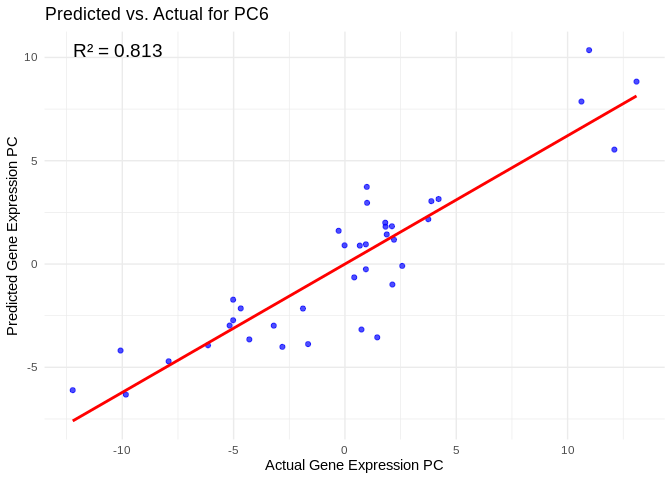 Predicted vs. Actual for PC6
R² = 0.813
10
5
0
-5
Predicted Gene Expression PC
-10 -5 0 5 10
Actual Gene Expression PC